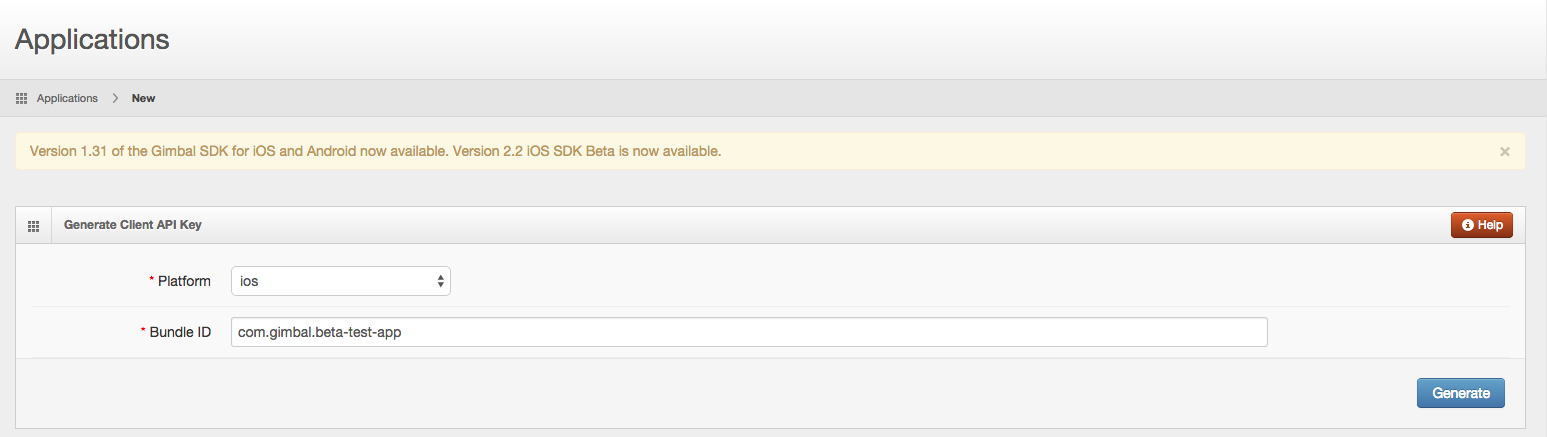 Applications
Applications > New
Version 1.31 of the Gimbal SDK for iOS and Android now available. Version 2.2 iOS SDK Beta is now available. ×
Generate Client API Key Help
* Platform ios
* Bundle ID com.gimbal.beta-test-app
Generate